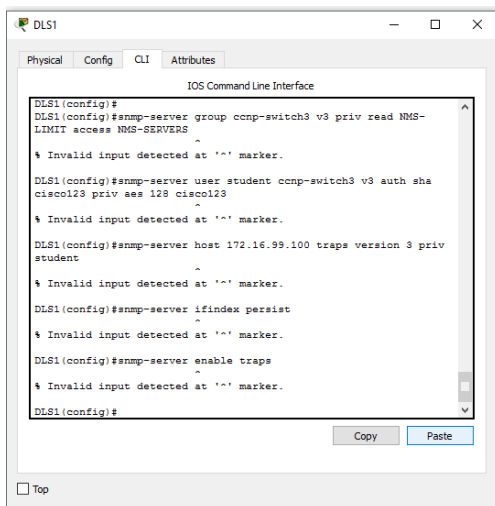 DLS1
Physical Config CLI Attributes
IOS Command Line Interface
DLS1(config)#
DLS1(config)#snmp-server group ccnp-switch3 v3 priv read NMS-
LIMIT access NMS-SERVERS
^
% Invalid input detected at '^' marker.
DLS1(config)#snmp-server user student ccnp-switch3 v3 auth sha
cisco123 priv aes 128 cisco123
^
% Invalid input detected at '^' marker.
DLS1(config)#snmp-server host 172.16.99.100 traps version 3 priv
student
^
% Invalid input detected at '^' marker.
DLS1(config)#snmp-server ifindex persist
^
% Invalid input detected at '^' marker.
DLS1(config)#snmp-server enable traps
^
% Invalid input detected at '^' marker.
DLS1(config)#
Copy Paste
Top